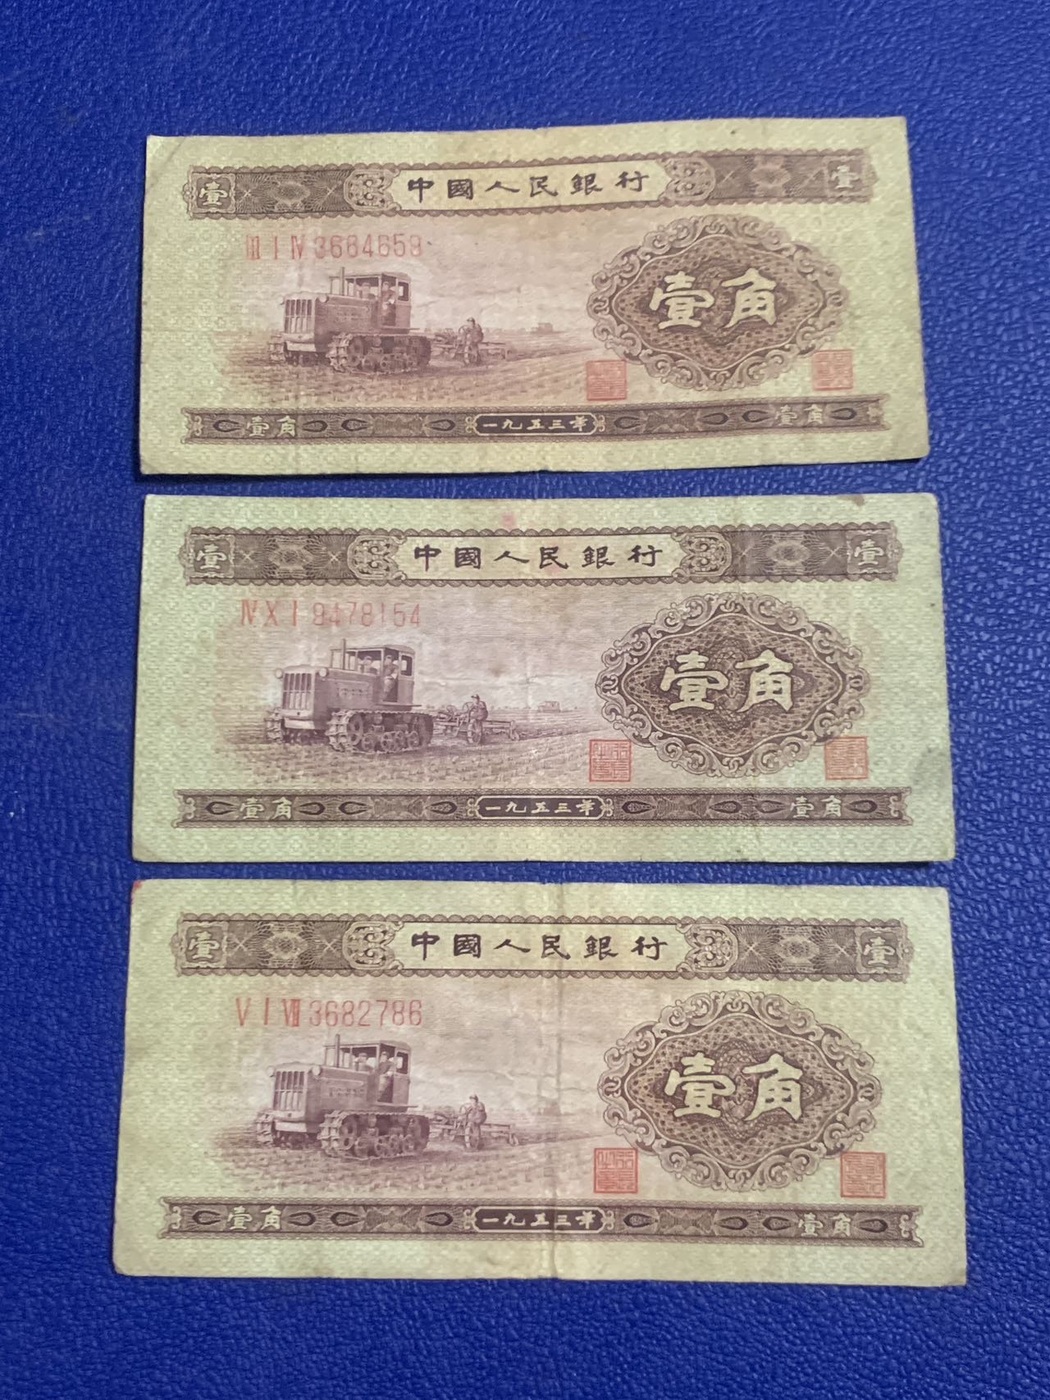 壹 中國人民銀行 壹
III I IV 3684658
壹角
壹角 一九五三年 壹角
壹 中國人民銀行 壹
IV X I 9478154
壹角
壹角 一九五三年 壹角
壹 中國人民銀行 壹
V I VIII 3682786
壹角
壹角 一九五三年 壹角